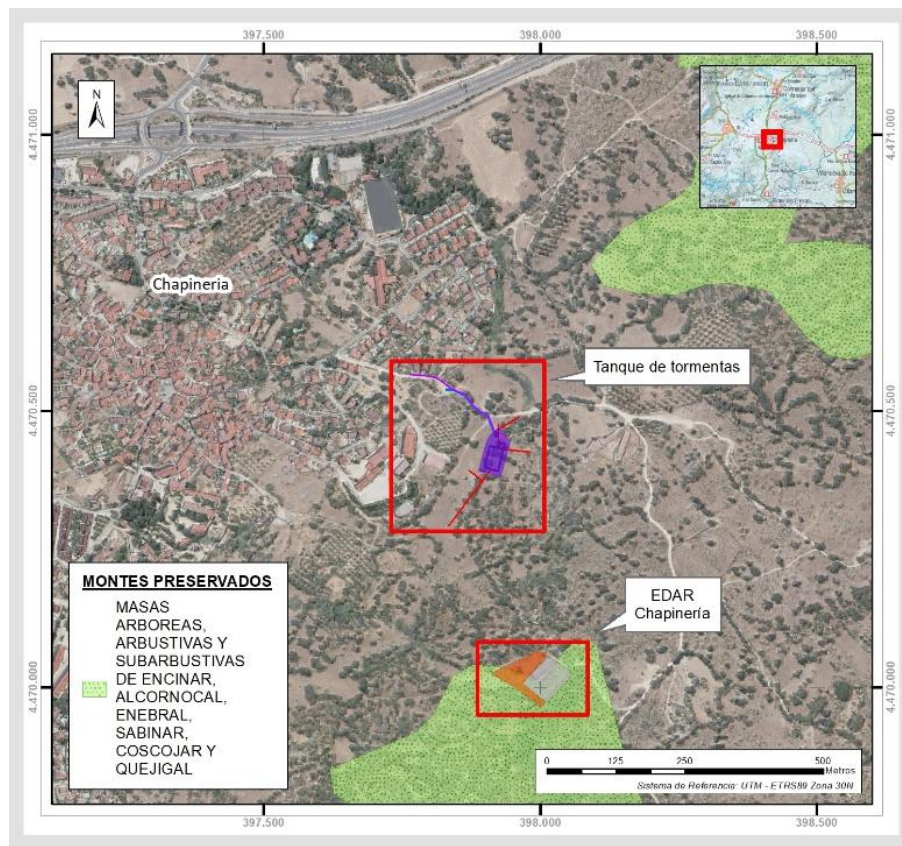 397.500 398.000 398.500
4.471.000
4.471.000
N
Chapineria
Tanque de tormentas
4.470.500
4.470.500
EDAR
Chapinería
MONTES PRESERVADOS
MASAS
ARBOREAS,
ARBUSTIVAS Y
SUBARBUSTIVAS
DE ENCINAR,
ALCORNOCAL,
ENEBRAL,
SABINAR,
COSCOJAR Y
QUEJIGAL
4.470.000
4.470.000
0 125 250 500
Metros
Sistema de Referencia: UTM - ETRS89 Zona 30N
397.500 398.000 398.500